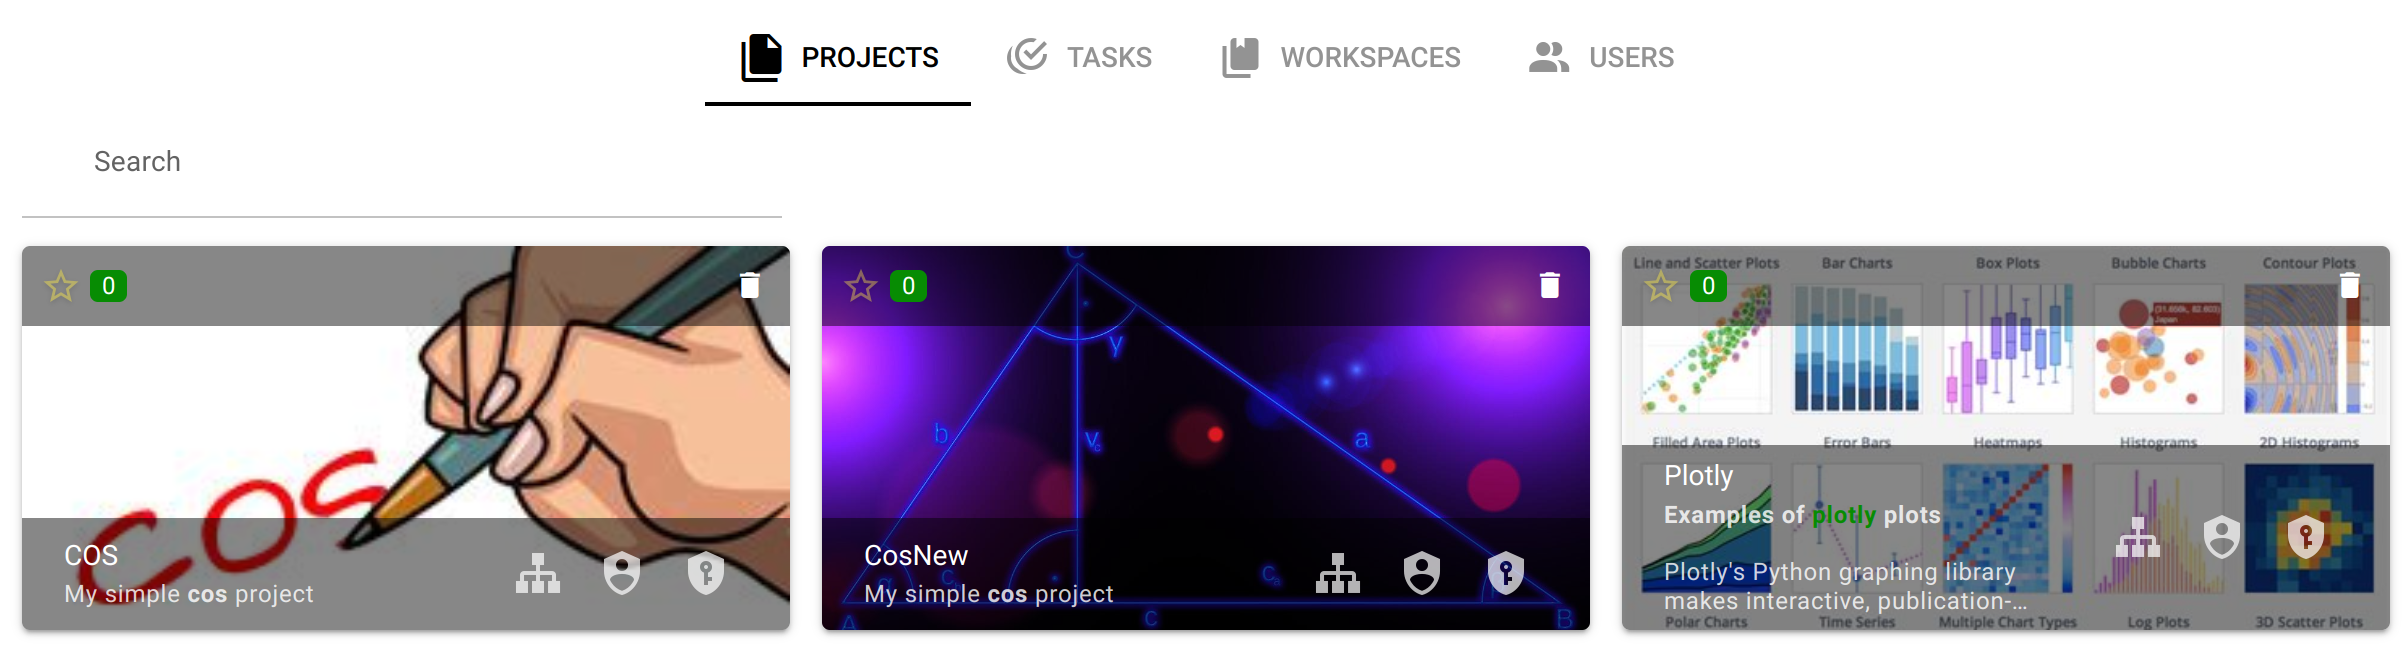 PROJECTS TASKS WORKSPACES USERS
Search
0
COS
COS
My simple cos project
0
C
γ
b
Vc
a
A
c
B
CosNew
My simple cos project
0
Line and Scatter Plots Bar Charts Box Plots Bubble Charts Contour Plots
Japan
Filled Area Plots Error Bars Heatmaps Histograms 2D Histograms
Plotly
Examples of plotly plots
Plotly's Python graphing library
makes interactive, publication-...
Polar Charts Time Series Multiple Chart Types Log Plots 3D Scatter Plots